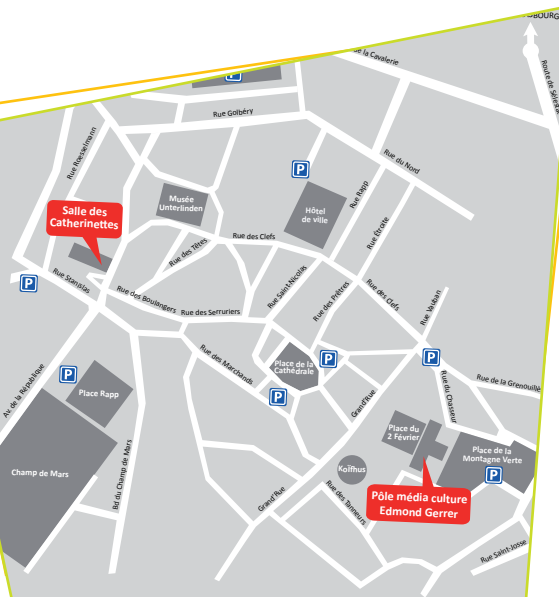 BOURG
de la Cavalerie
P
Rue Golbéry
Rue Roesselmann
P
Rue du Nord
Musée
Unterlinden
Hôtel
de ville
Rue Rapp
Rue Étroite
Salle des
Catherinettes
Rue des Clefs
Rue des Têtes
Rue Stanislas
P
Rue des Boulangers
Rue des Serruriers
Rue Saint-Nicolas
Rue des Prêtres
Rue des Clefs
Rue Vauban
Rue des Marchands
Place de la
Cathédrale
P
P
P
P
Place Rapp
Av. de la République
Champ de Mars
Bd du Champ de Mars
Grand'Rue
Rue du Chasseur
Rue de la Grenouillè
Place du
2 Février
Place de la
Montagne Verte
P
Koïfhus
Grand'Rue
Rue des Tanneurs
Pôle média culture
Edmond Gerrer
Rue Saint-Josse